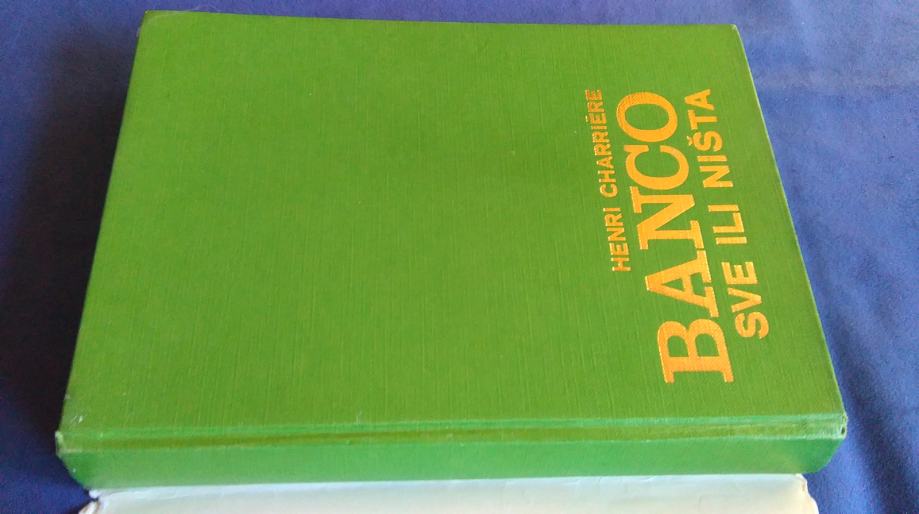 HENRI CHARRIÈRE
BANCO
SVE ILI NIŠTA